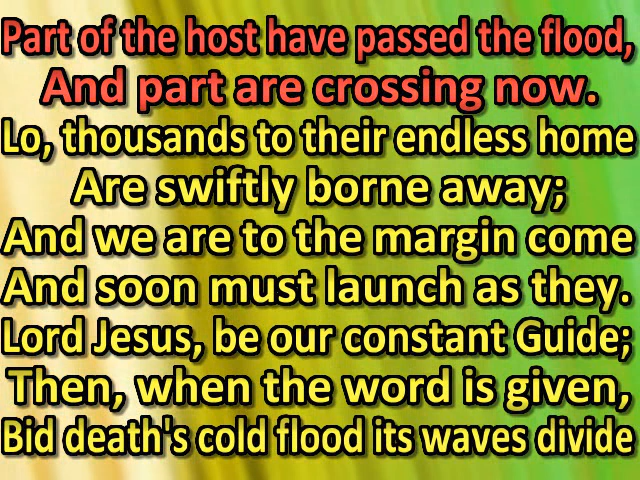 Part of the host have passed the flood,
And part are crossing now.
Lo, thousands to their endless home
Are swiftly borne away;
And we are to the margin come
And soon must launch as they.
Lord Jesus, be our constant Guide;
Then, when the word is given,
Bid death's cold flood its waves divide